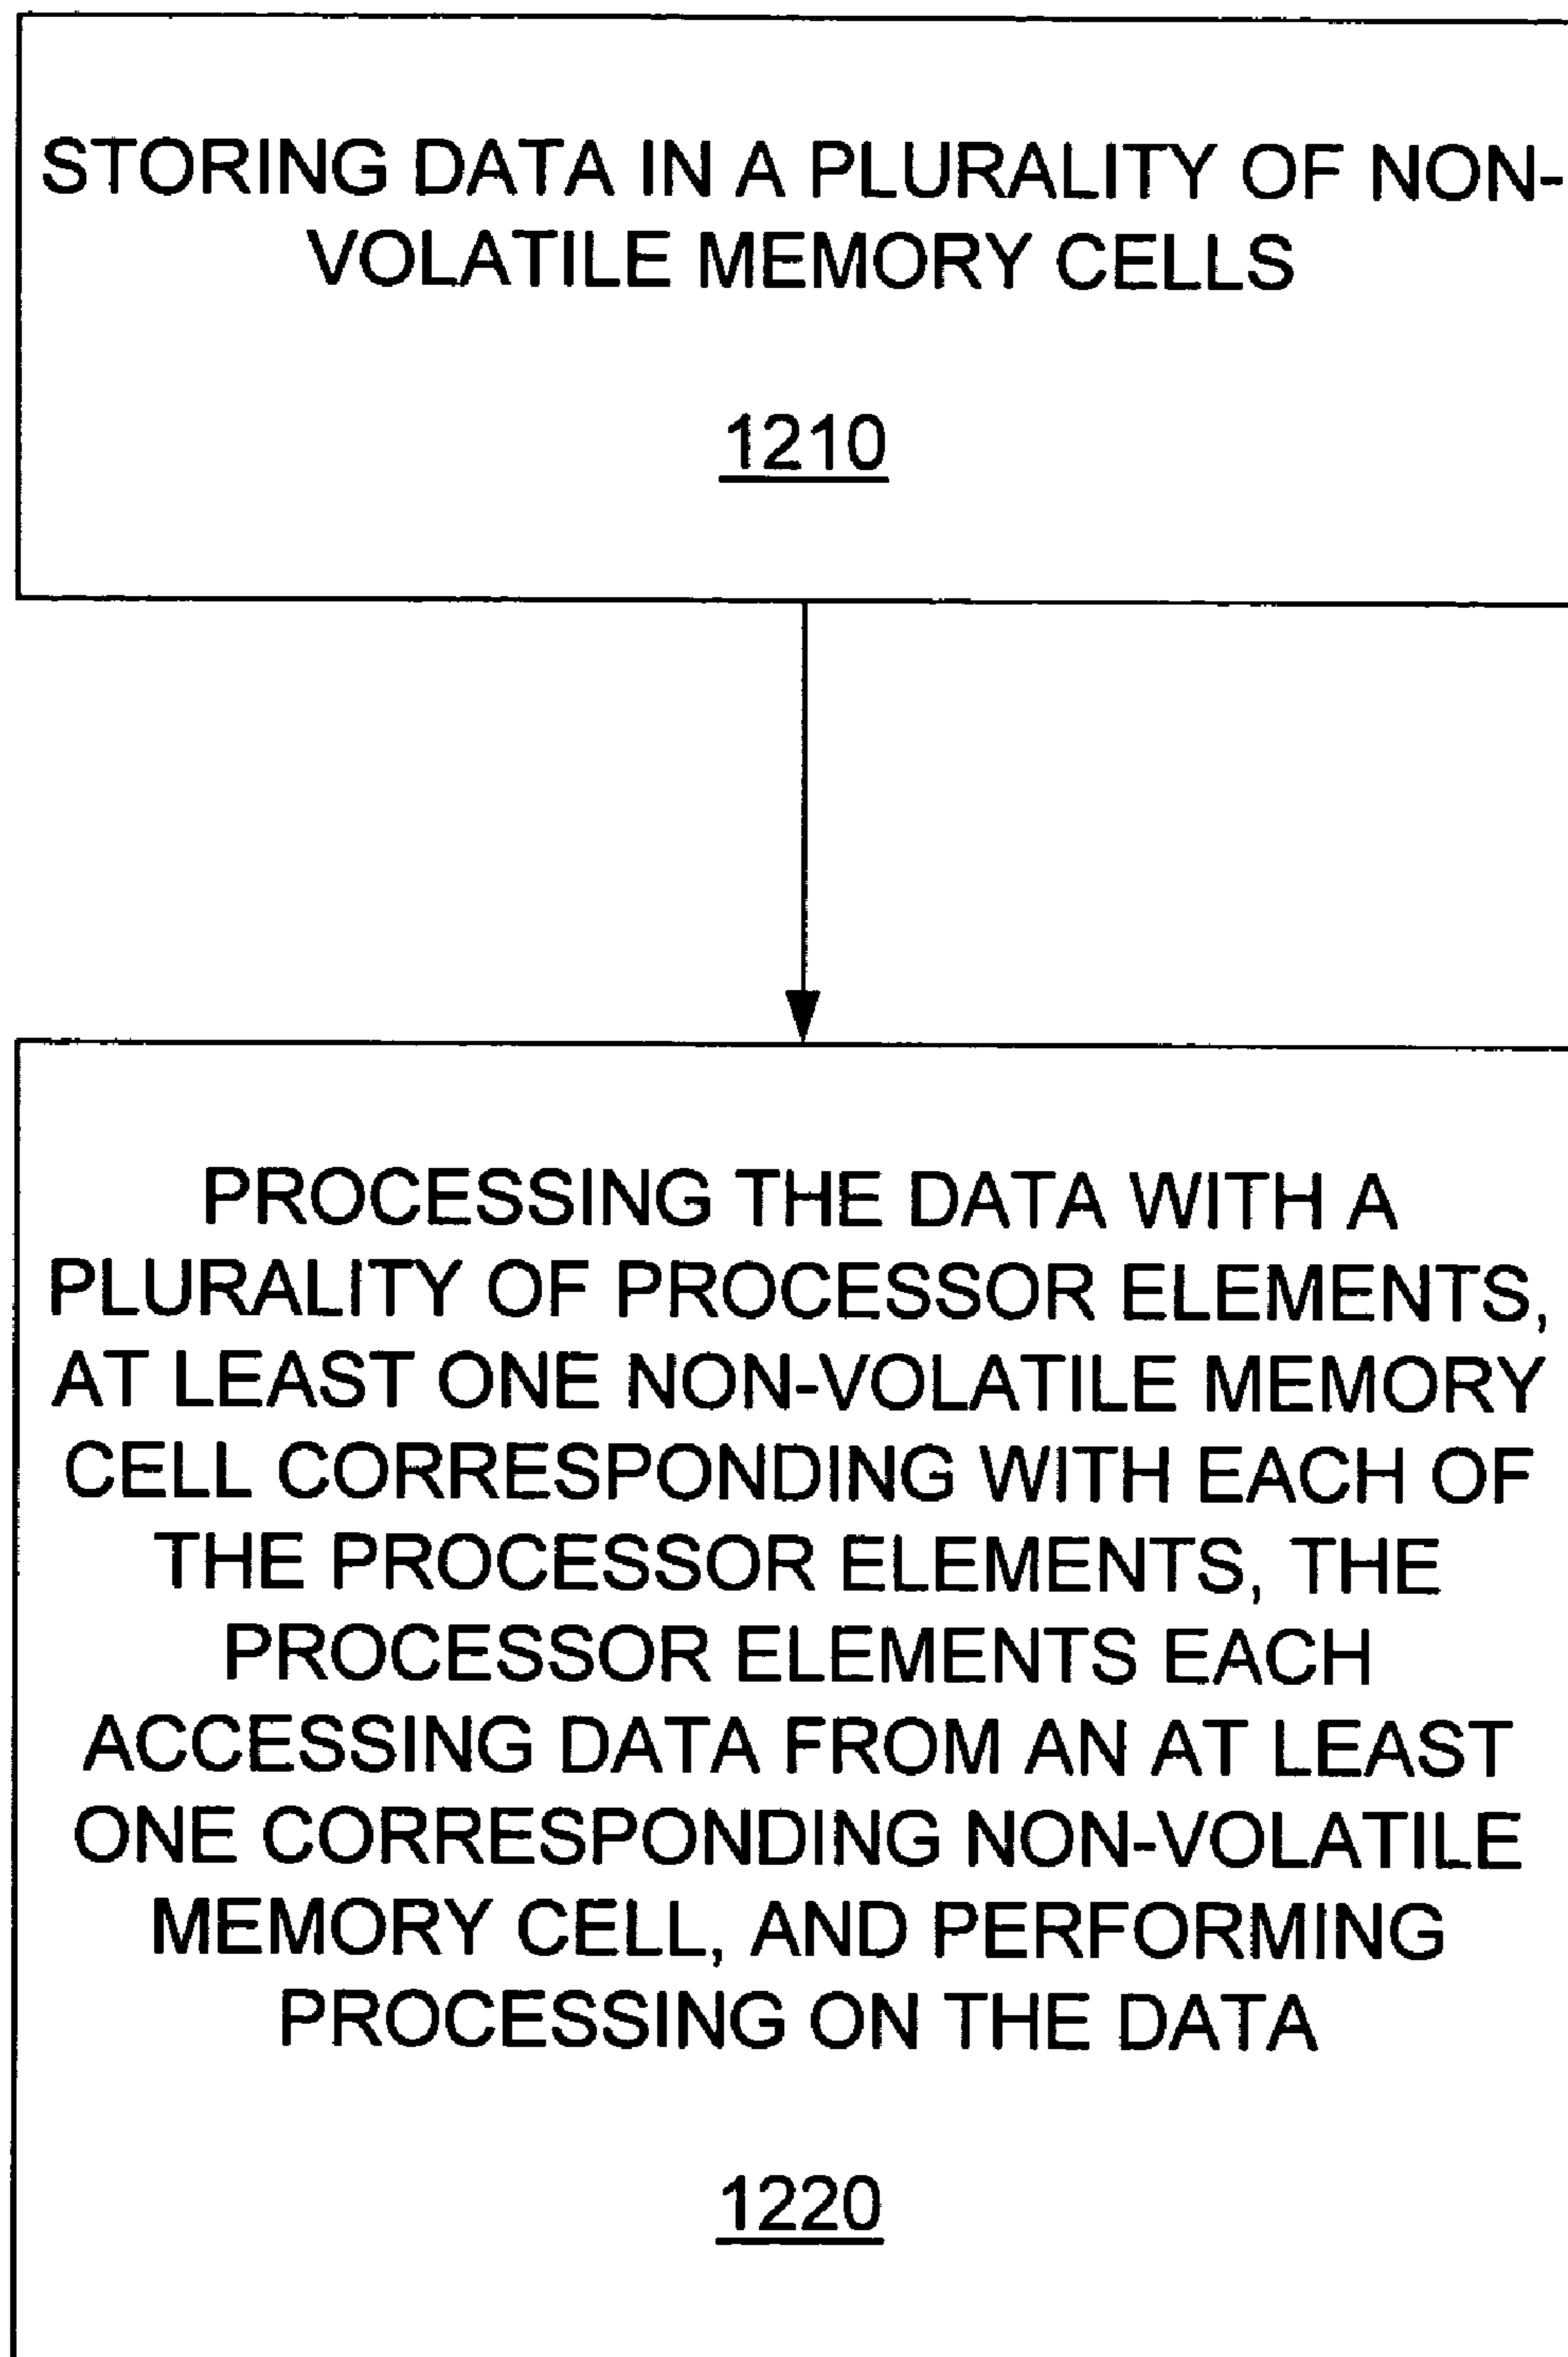 STORING DATA IN A PLURALITY OF NON-
VOLATILE MEMORY CELLS
1210
PROCESSING THE DATA WITH A
PLURALITY OF PROCESSOR ELEMENTS,
AT LEAST ONE NON-VOLATILE MEMORY
CELL CORRESPONDING WITH EACH OF
THE PROCESSOR ELEMENTS, THE
PROCESSOR ELEMENTS EACH
ACCESSING DATA FROM AN AT LEAST
ONE CORRESPONDING NON-VOLATILE
MEMORY CELL, AND PERFORMING
PROCESSING ON THE DATA
1220